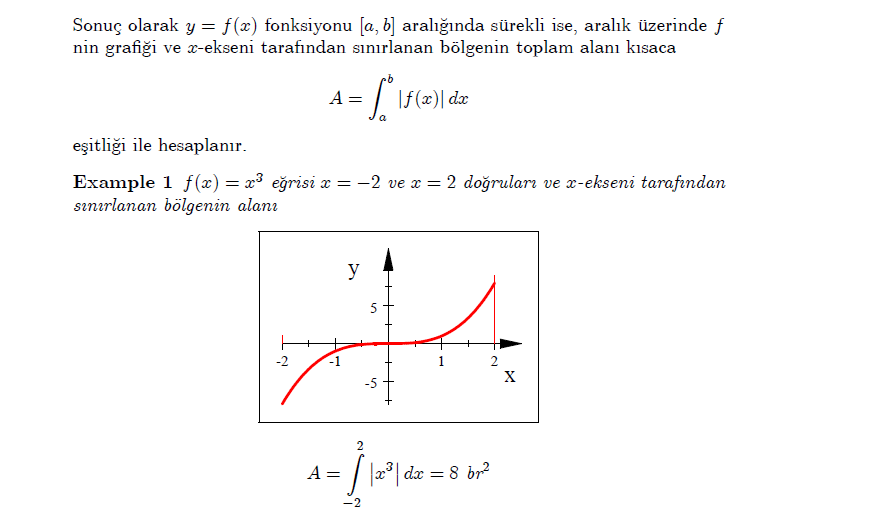 Sonuç olarak y = f(x) fonksiyonu [a, b] aralığında sürekli ise, aralık üzerinde f
nin grafiği ve x-ekseni tarafından sınırlanan bölgenin toplam alanı kısaca
A = ∫_a^b |f(x)| dx
eşitliği ile hesaplanır.
Example 1 f(x) = x³ eğrisi x = −2 ve x = 2 doğruları ve x-ekseni tarafından
sınırlanan bölgenin alanı
y
5
-2 -1 1 2
-5
x
A = ∫_{−2}^{2} |x³| dx = 8 br²